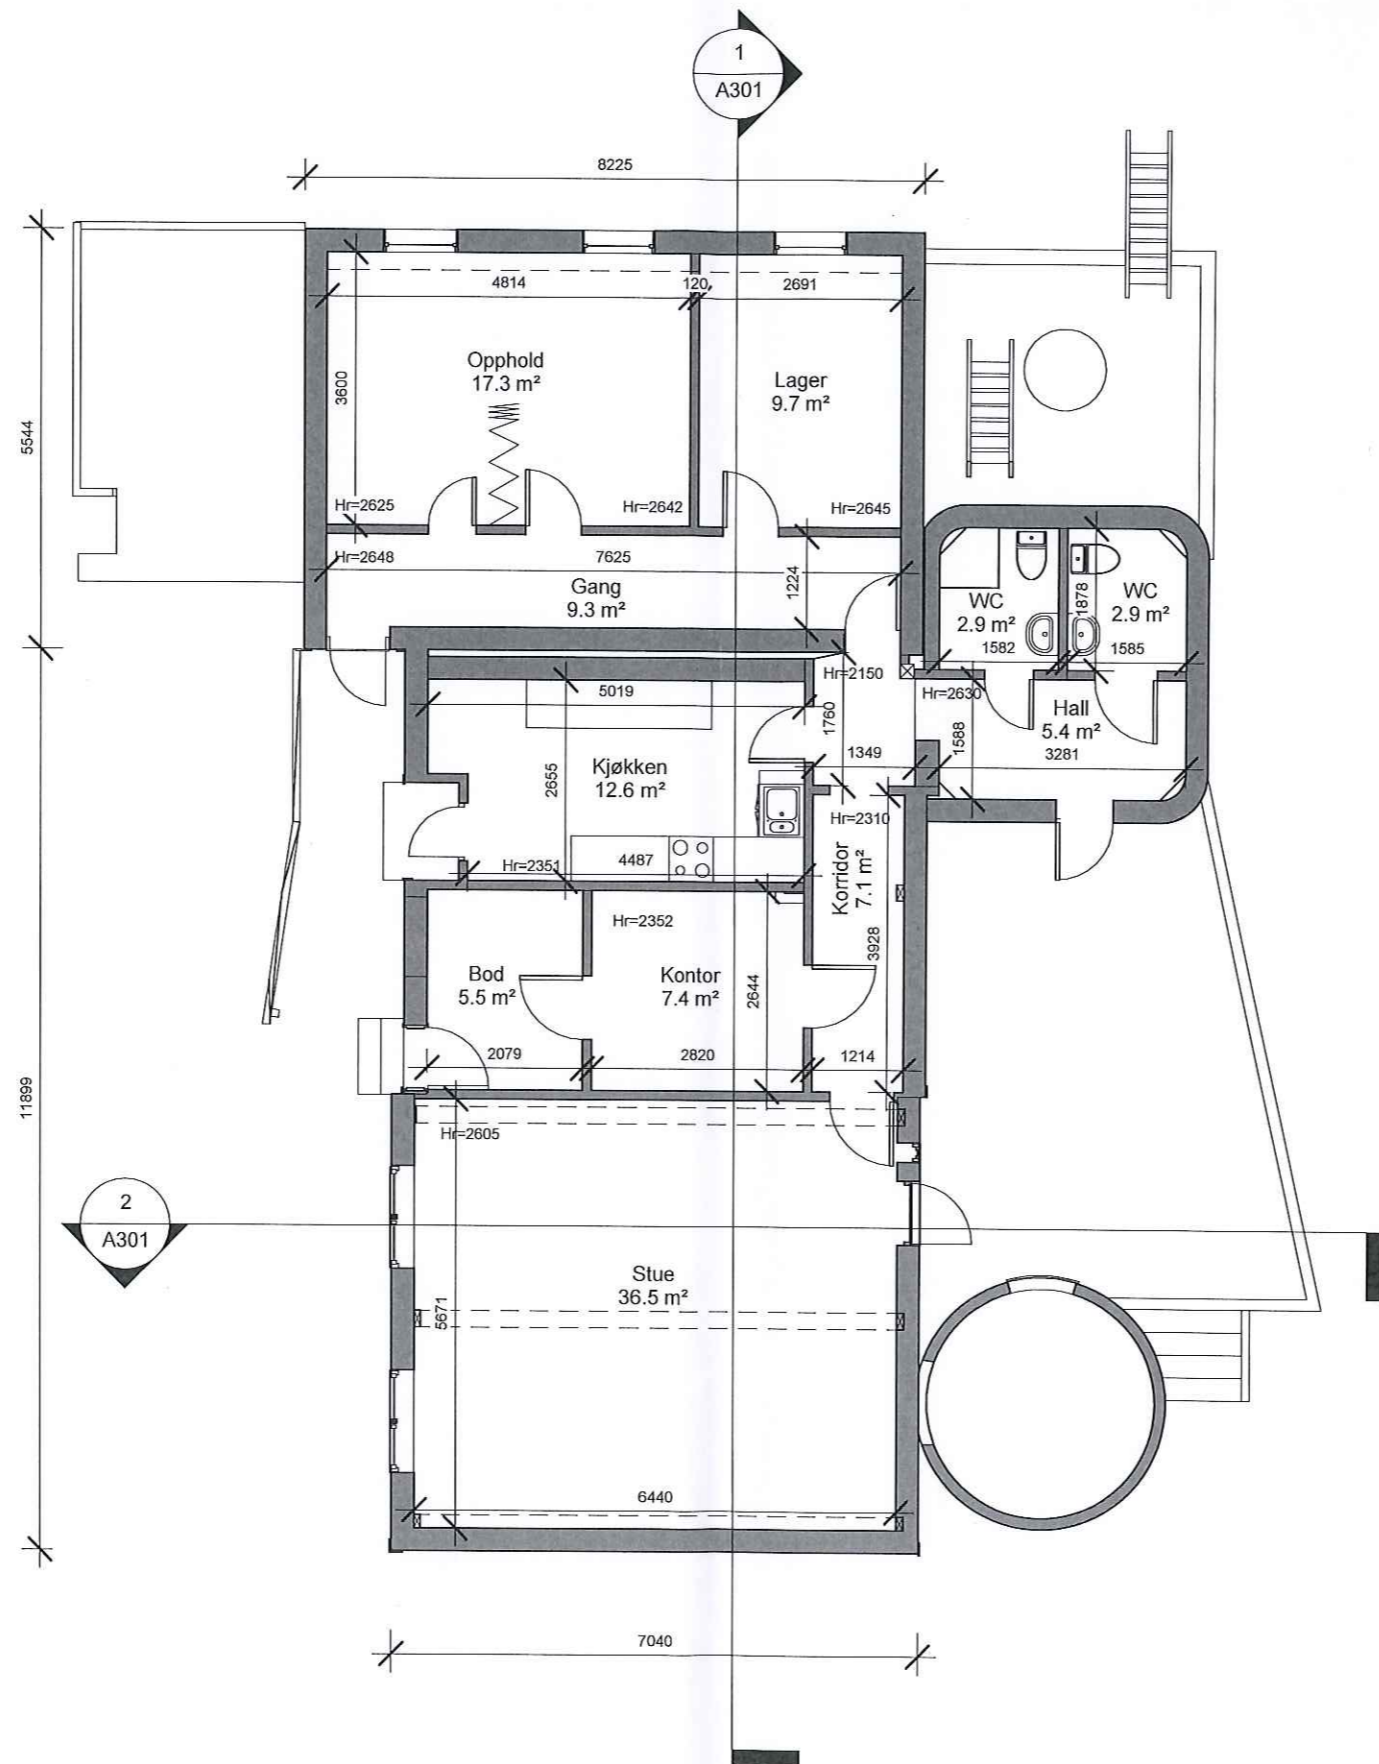 1
A301
8225
4814
120
2691
Opphold
17.3 m²
Lager
9.7 m²
3600
5544
Hr=2625
Hr=2642
Hr=2645
Hr=2648
7625
1224
Gang
9.3 m²
WC
2.9 m²
1878
WC
2.9 m²
1582
1585
Hr=2150
Hr=2630
5019
1760
Hall
5.4 m²
1588
1349
3281
Kjøkken
12.6 m²
2655
Hr=2310
Hr=2351
4487
Korridor
7.1 m²
Hr=2352
3928
Bod
5.5 m²
Kontor
7.4 m²
2644
2079
2820
1214
11899
Hr=2605
2
A301
Stue
36.5 m²
5671
6440
7040